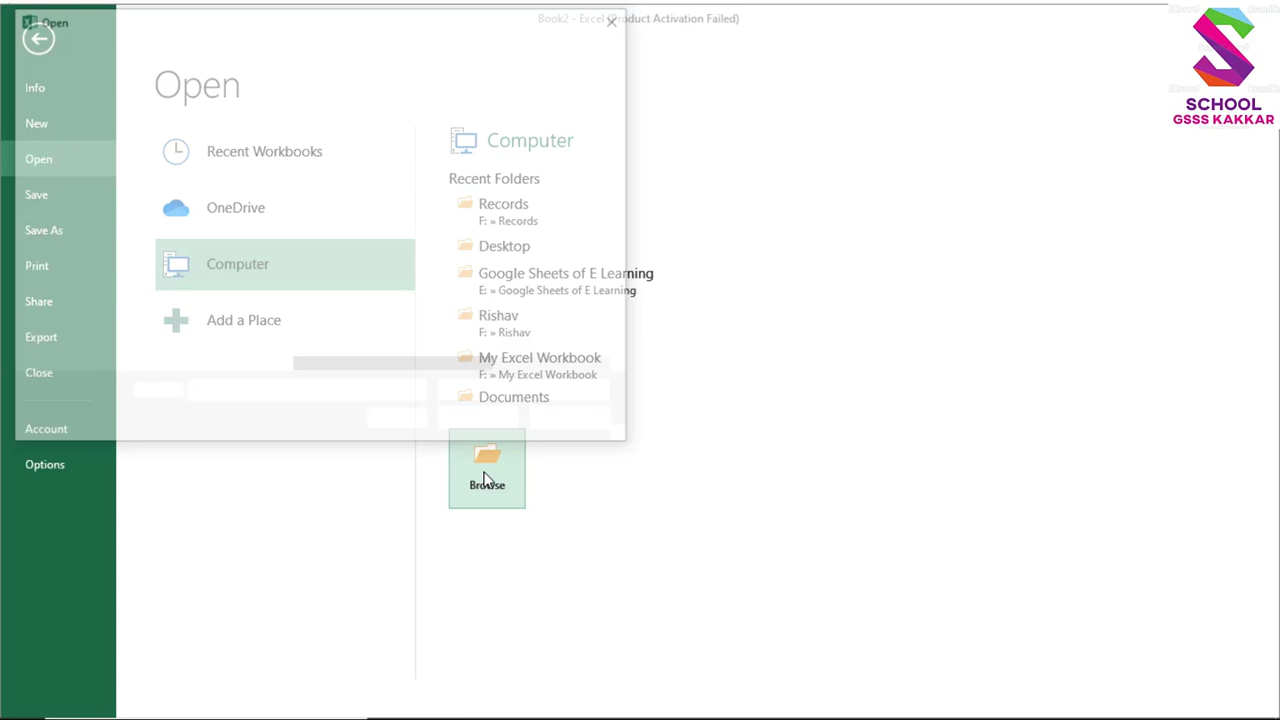 Open
Book2 - Excel (Product Activation Failed)
Info
New
Open
Save
Save As
Print
Share
Export
Close
Account
Options
Open
Recent Workbooks
OneDrive
Computer
Add a Place
Computer
Recent Folders
Records
F: » Records
Desktop
Google Sheets of E Learning
E: » Google Sheets of E Learning
Rishav
F: » Rishav
My Excel Workbook
F: » My Excel Workbook
Documents
Browse
SCHOOL
GSSS KAKKAR